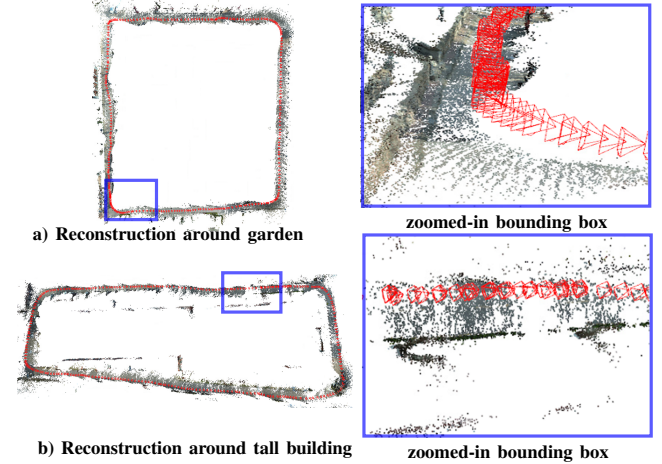 zoomed-in bounding box
a) Reconstruction around garden
b) Reconstruction around tall building
zoomed-in bounding box